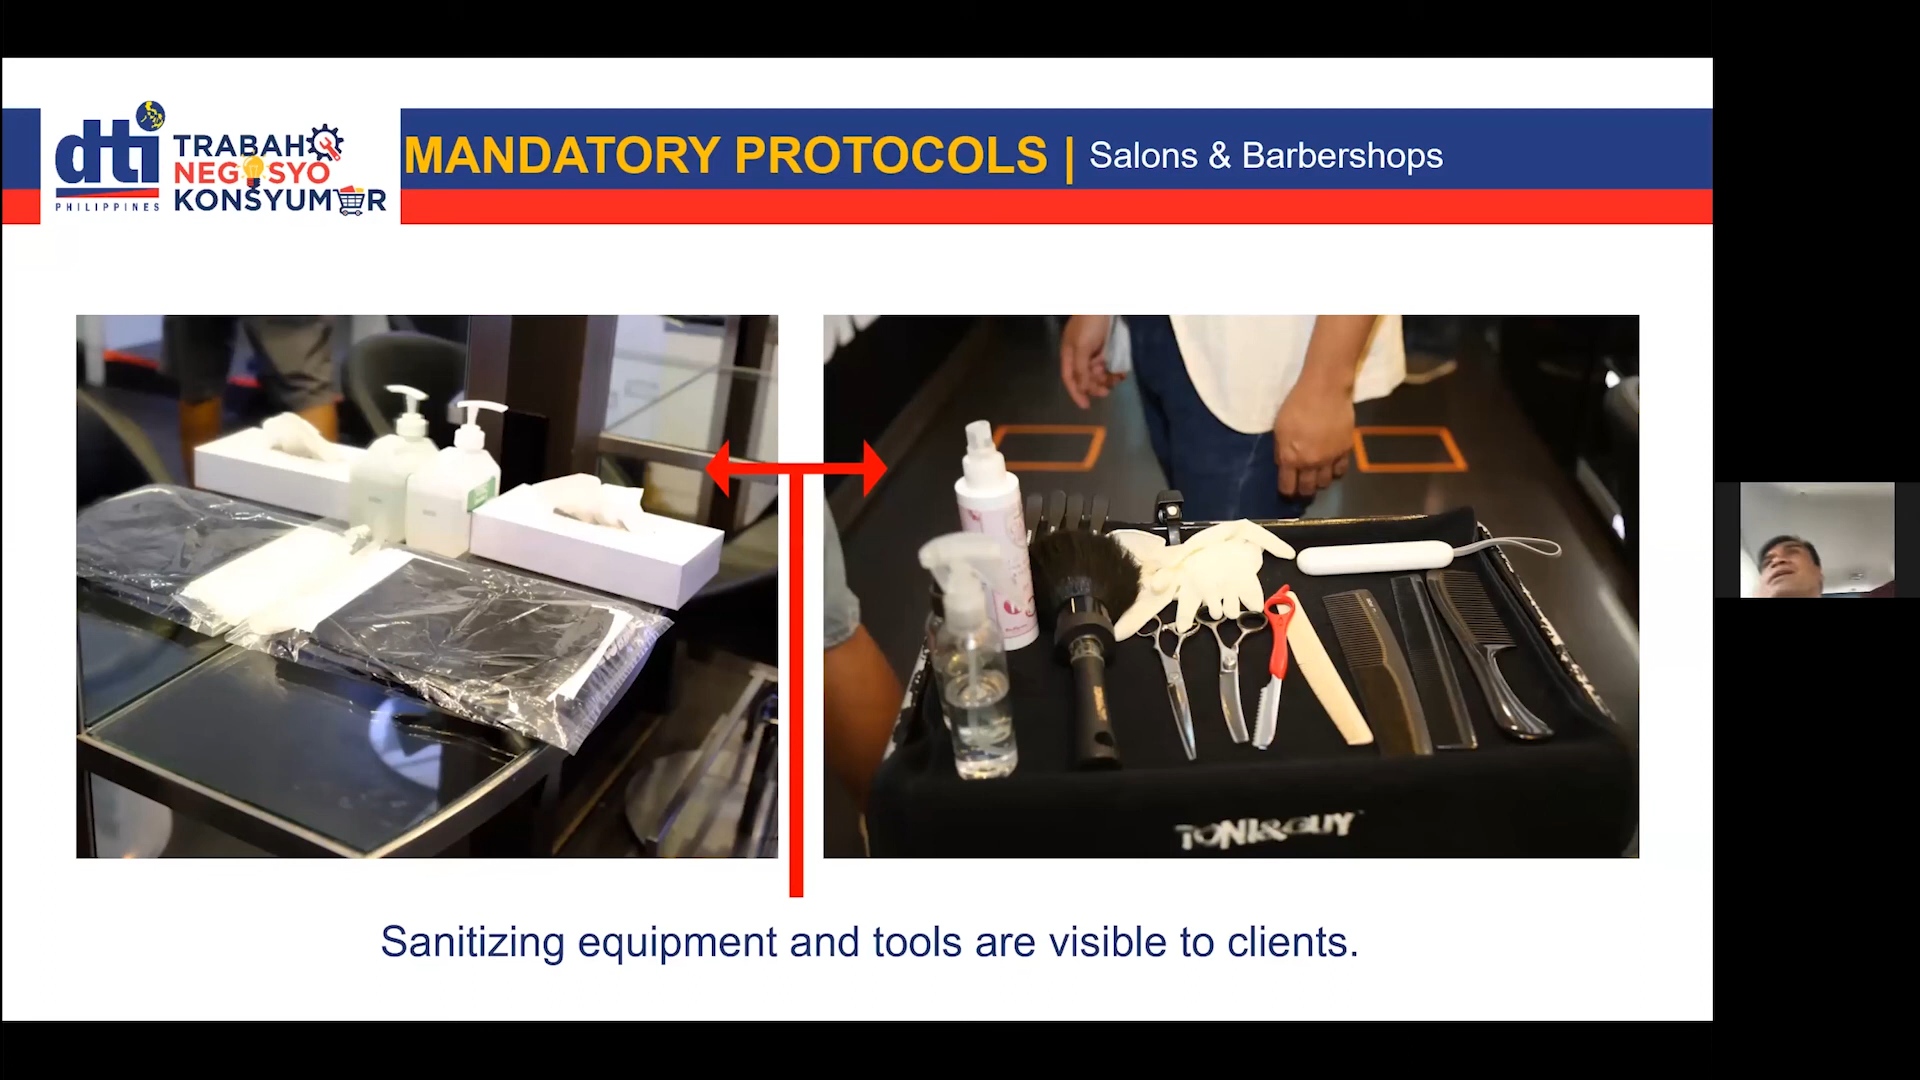 dti
PHILIPPINES
TRABAHO
NEGOSYO
KONSYUMER
MANDATORY PROTOCOLS | Salons & Barbershops
TONI&GUY
Sanitizing equipment and tools are visible to clients.